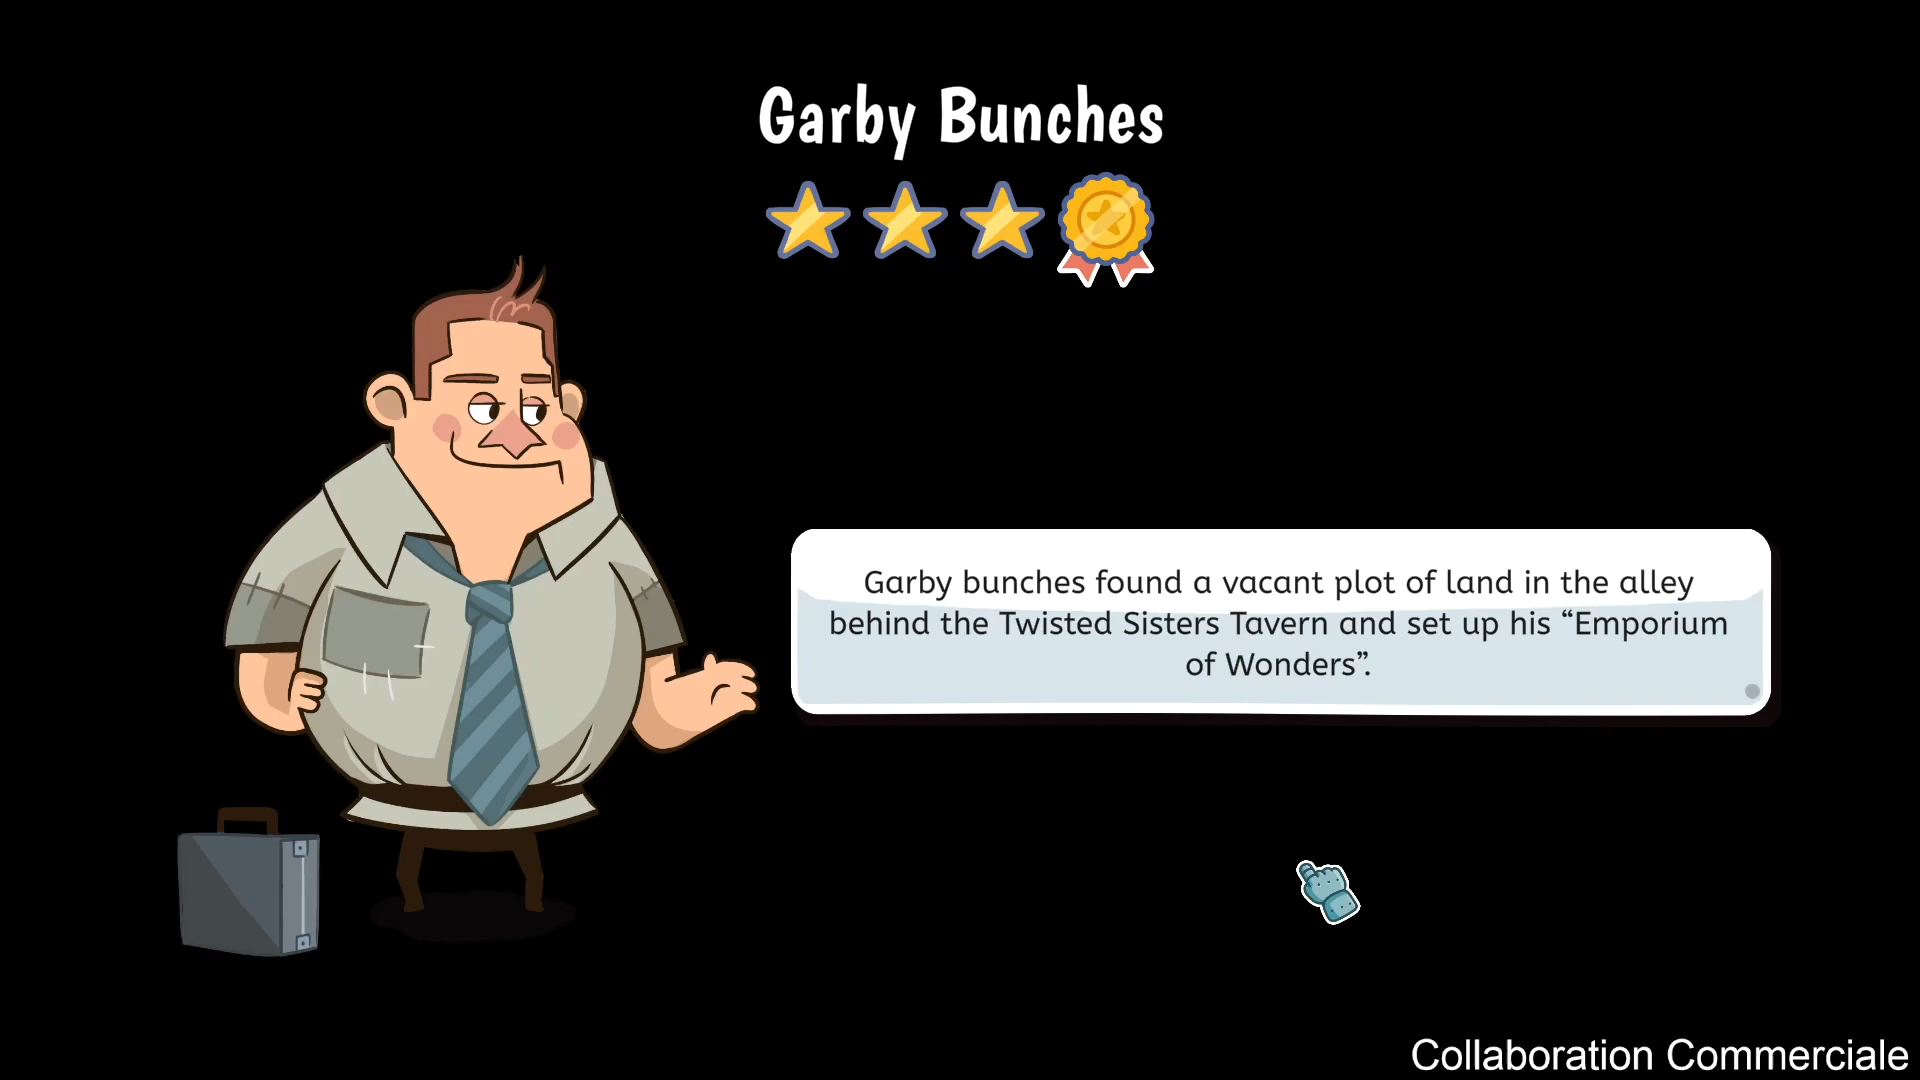 Garby Bunches
Garby bunches found a vacant plot of land in the alley
behind the Twisted Sisters Tavern and set up his “Emporium
of Wonders”.
Collaboration Commerciale